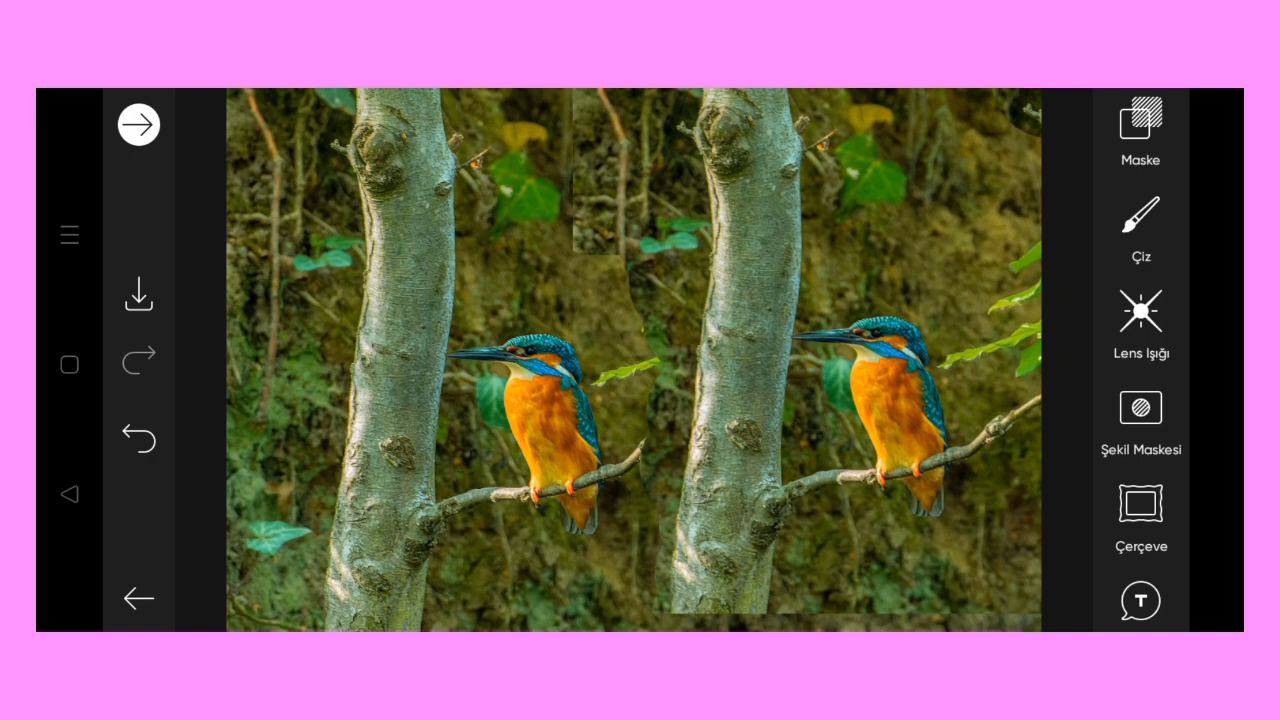 Maske
Çiz
Lens Işığı
Şekil Maskesi
Çerçeve
T